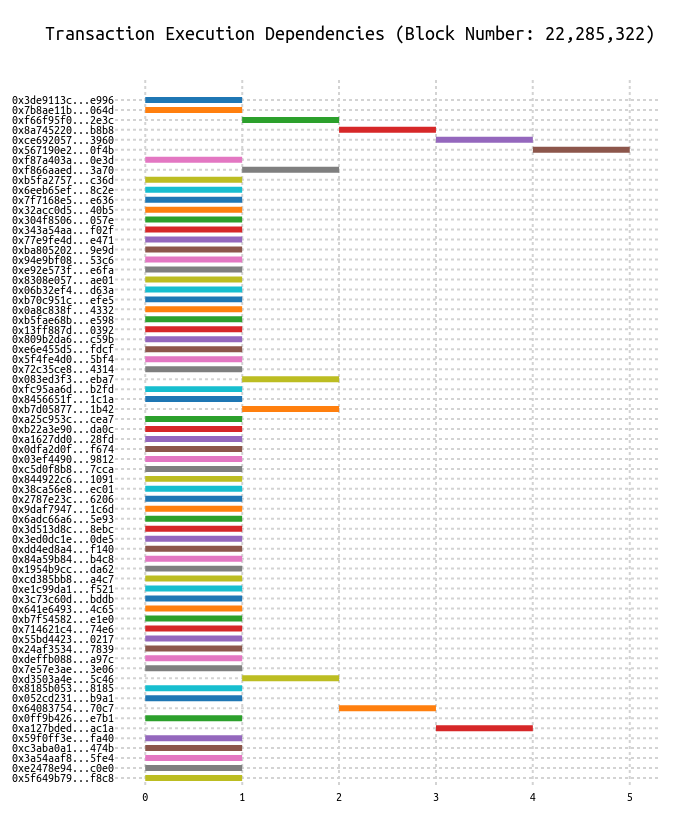 Transaction Execution Dependencies (Block Number: 22,285,322)
0x3de9113c...e996
0x7b8ae11b...064d
0xf66f95f0...2e3c
0x8a745220...b8b8
0xce692057...3960
0x567190e2...0f4b
0xf87a403a...0e3d
0xf866aaed...3a70
0xb5fa2757...c36d
0x6eeb65ef...8c2e
0x7f7168e5...e636
0x32acc0d5...40b5
0x304f8506...057e
0x343a54aa...f02f
0x77e9fe4d...e471
0xba805202...9e9d
0x94e9bf08...53c6
0xe92e573f...e6fa
0x8308e057...ae01
0x06b32ef4...d63a
0xb70c951c...efe5
0x0a8c838f...4332
0xb5fae68b...e598
0x13ff887d...0392
0x809b2da6...c59b
0xe6e455d5...fdcf
0x5f4fe4d0...5bf4
0x72c35ce8...4314
0x083ed3f3...eba7
0xfc95aa6d...b2fd
0x8456651f...1c1a
0xb7d05877...1b42
0xa25c953c...cea7
0xb22a3e90...da0c
0xa1627dd0...28fd
0x0dfa2d0f...f674
0x03ef4490...9812
0xc5d0f8b8...7cca
0x844922c6...1091
0x38ca56e8...ec01
0x2787e23c...6206
0x9daf7947...1c6d
0x6adc66a6...5e93
0x3d513d8c...8ebc
0x3ed0dc1e...0de5
0xdd4ed8a4...f140
0x84a59b84...b4c8
0x1954b9cc...da62
0xcd385bb8...a4c7
0xe1c99da1...f521
0x3c73c60d...bddb
0x641e6493...4c65
0xb7f54582...e1e0
0x714621c4...74e6
0x55bd4423...0217
0x24af3534...7839
0xdeffb088...a97c
0x7e57e3ae...3e06
0xd3503a4e...5c46
0x8185b053...8185
0x052cd231...b9a1
0x64083754...70c7
0x0ff9b426...e7b1
0xa127bded...ac1a
0x59f0ff3e...fa40
0xc3aba0a1...474b
0x3a54aaf8...5fe4
0xe2478e94...c0e0
0x5f649b79...f8c8
0 1 2 3 4 5